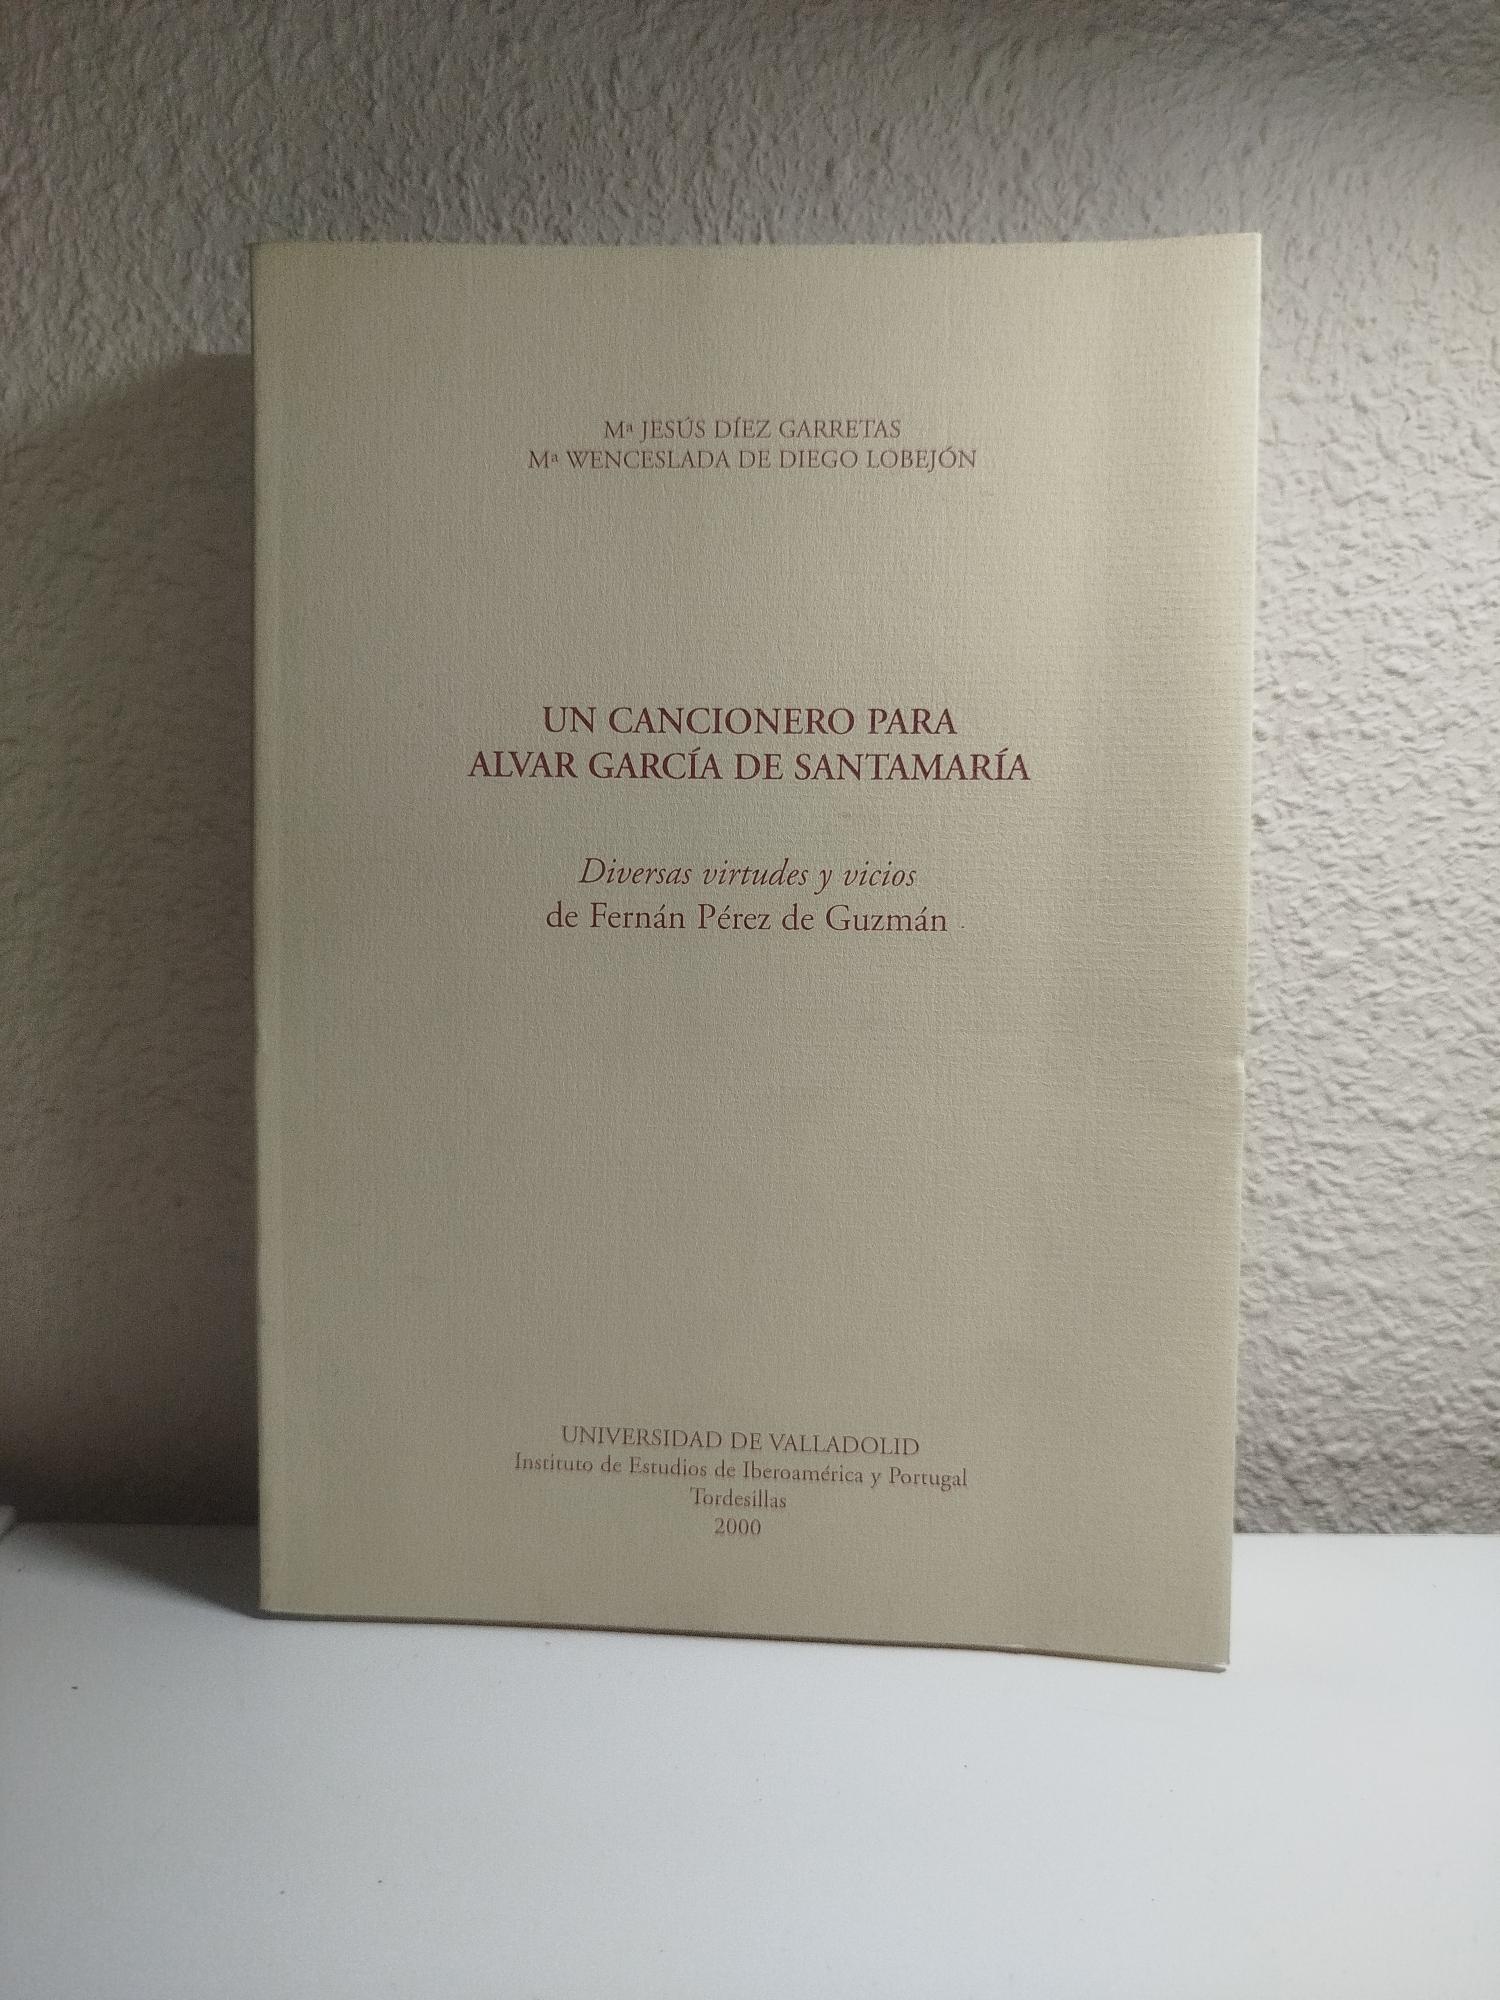 Mª JESÚS DÍEZ GARRETAS
Mª WENCESLADA DE DIEGO LOBEJÓN
UN CANCIONERO PARA
ALVAR GARCÍA DE SANTAMARÍA
Diversas virtudes y vicios
de Fernán Pérez de Guzmán
UNIVERSIDAD DE VALLADOLID
Instituto de Estudios de Iberoamérica y Portugal
Tordesillas
2000